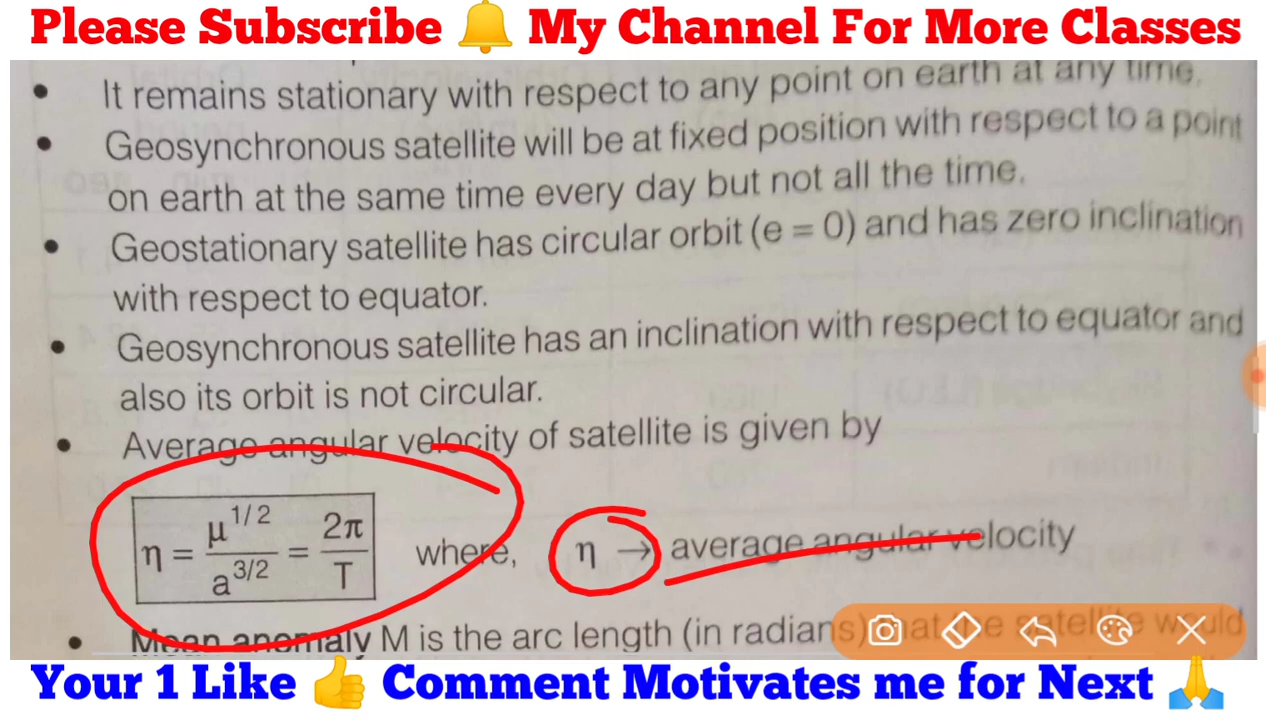 Please Subscribe 🔔 My Channel For More Classes
• It remains stationary with respect to any point on earth at any time.
• Geosynchronous satellite will be at fixed position with respect to a point
on earth at the same time every day but not all the time.
• Geostationary satellite has circular orbit (e = 0) and has zero inclination
with respect to equator.
• Geosynchronous satellite has an inclination with respect to equator and
also its orbit is not circular.
• Average angular velocity of satellite is given by
η = μ^1/2 / a^3/2 = 2π / T where, η → average angular velocity
• Mean anomaly M is the arc length (in radians) that the satellite would
Your 1 Like 👍 Comment Motivates me for Next 🙏